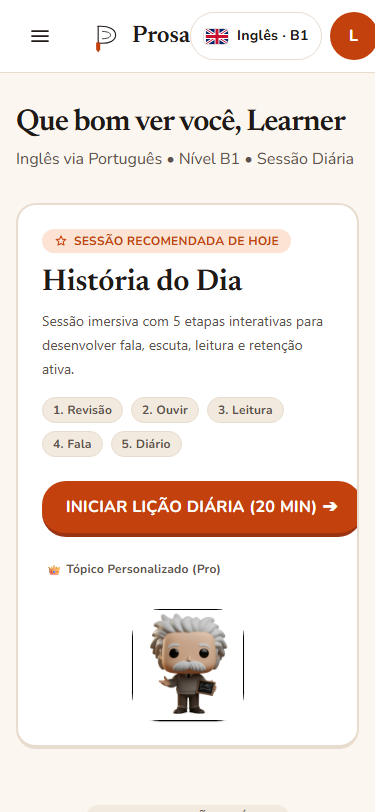 Prosa
Inglês · B1
L
Que bom ver você, Learner
Inglês via Português • Nível B1 • Sessão Diária
SESSÃO RECOMENDADA DE HOJE
História do Dia
Sessão imersiva com 5 etapas interativas para
desenvolver fala, escuta, leitura e retenção
ativa.
1. Revisão
2. Ouvir
3. Leitura
4. Fala
5. Diário
INICIAR LIÇÃO DIÁRIA (20 MIN) ➔
Tópico Personalizado (Pro)